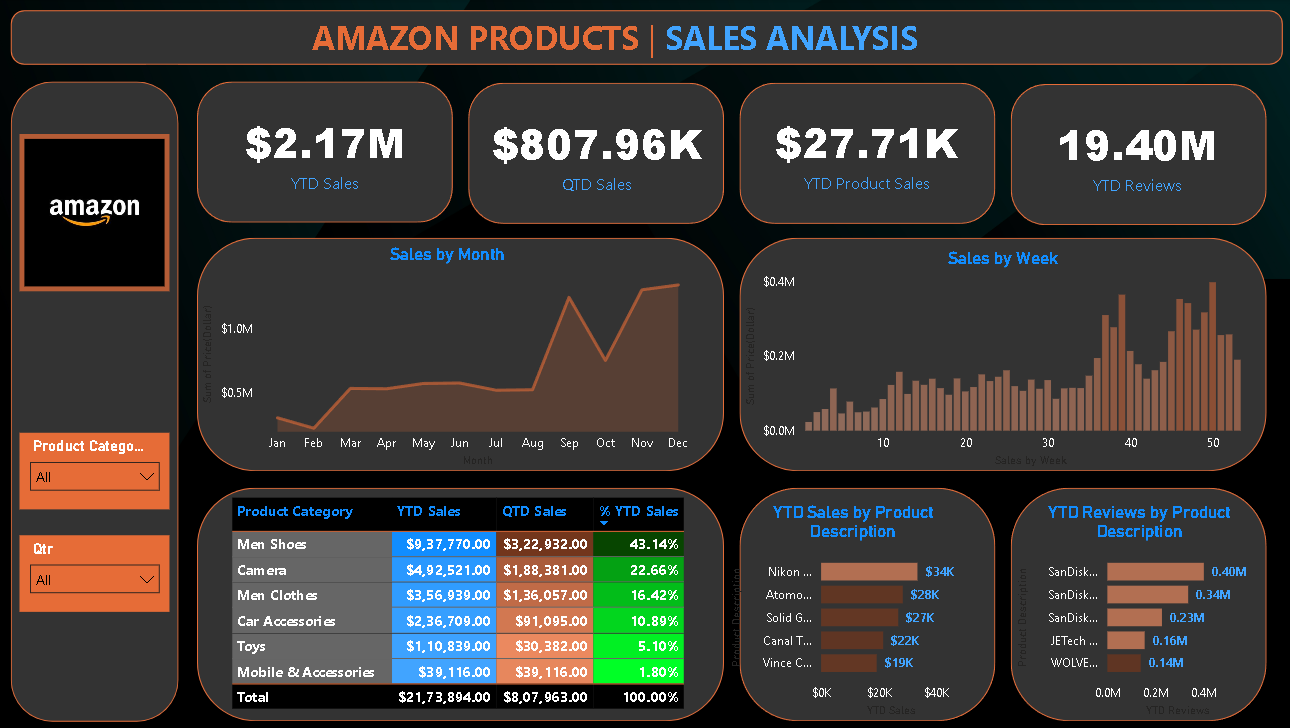 AMAZON PRODUCTS | SALES ANALYSIS
amazon
Product Catego...
All
Qtr
All
$2.17M
YTD Sales
$807.96K
QTD Sales
$27.71K
YTD Product Sales
19.40M
YTD Reviews
Sales by Month
Sum of Price(Dollar)
$1.0M
$0.5M
Jan Feb Mar Apr May Jun Jul Aug Sep Oct Nov Dec
Month
Sales by Week
Sum of Price(Dollar)
$0.4M
$0.2M
$0.0M
10 20 30 40 50
Sales by Week
Product Category YTD Sales QTD Sales % YTD Sales
Men Shoes $9,37,770.00 $3,22,932.00 43.14%
Camera $4,92,521.00 $1,88,381.00 22.66%
Men Clothes $3,56,939.00 $1,36,057.00 16.42%
Car Accessories $2,36,709.00 $91,095.00 10.89%
Toys $1,10,839.00 $30,382.00 5.10%
Mobile & Accessories $39,116.00 $39,116.00 1.80%
Total $21,73,894.00 $8,07,963.00 100.00%
YTD Sales by Product
Description
Product Description
Nikon ... $34K
Atomo... $28K
Solid G... $27K
Canal T... $22K
Vince C... $19K
$0K $20K $40K
YTD Sales
YTD Reviews by Product
Description
Product Description
SanDisk... 0.40M
SanDisk... 0.34M
SanDisk... 0.23M
JETech ... 0.16M
WOLVE... 0.14M
0.0M 0.2M 0.4M
YTD Reviews